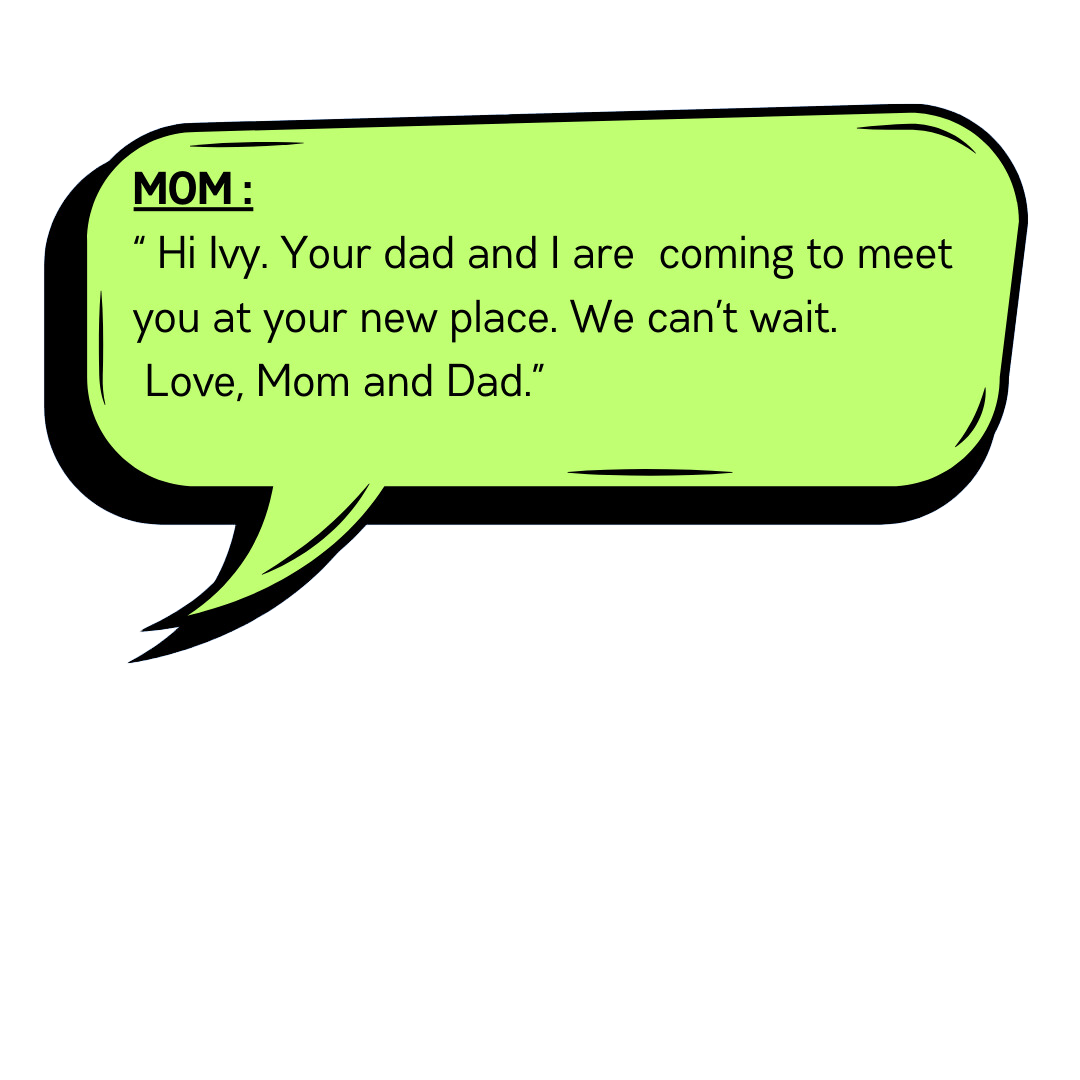 MOM :
“ Hi Ivy. Your dad and I are  coming to meet
you at your new place. We can’t wait.
Love, Mom and Dad.”